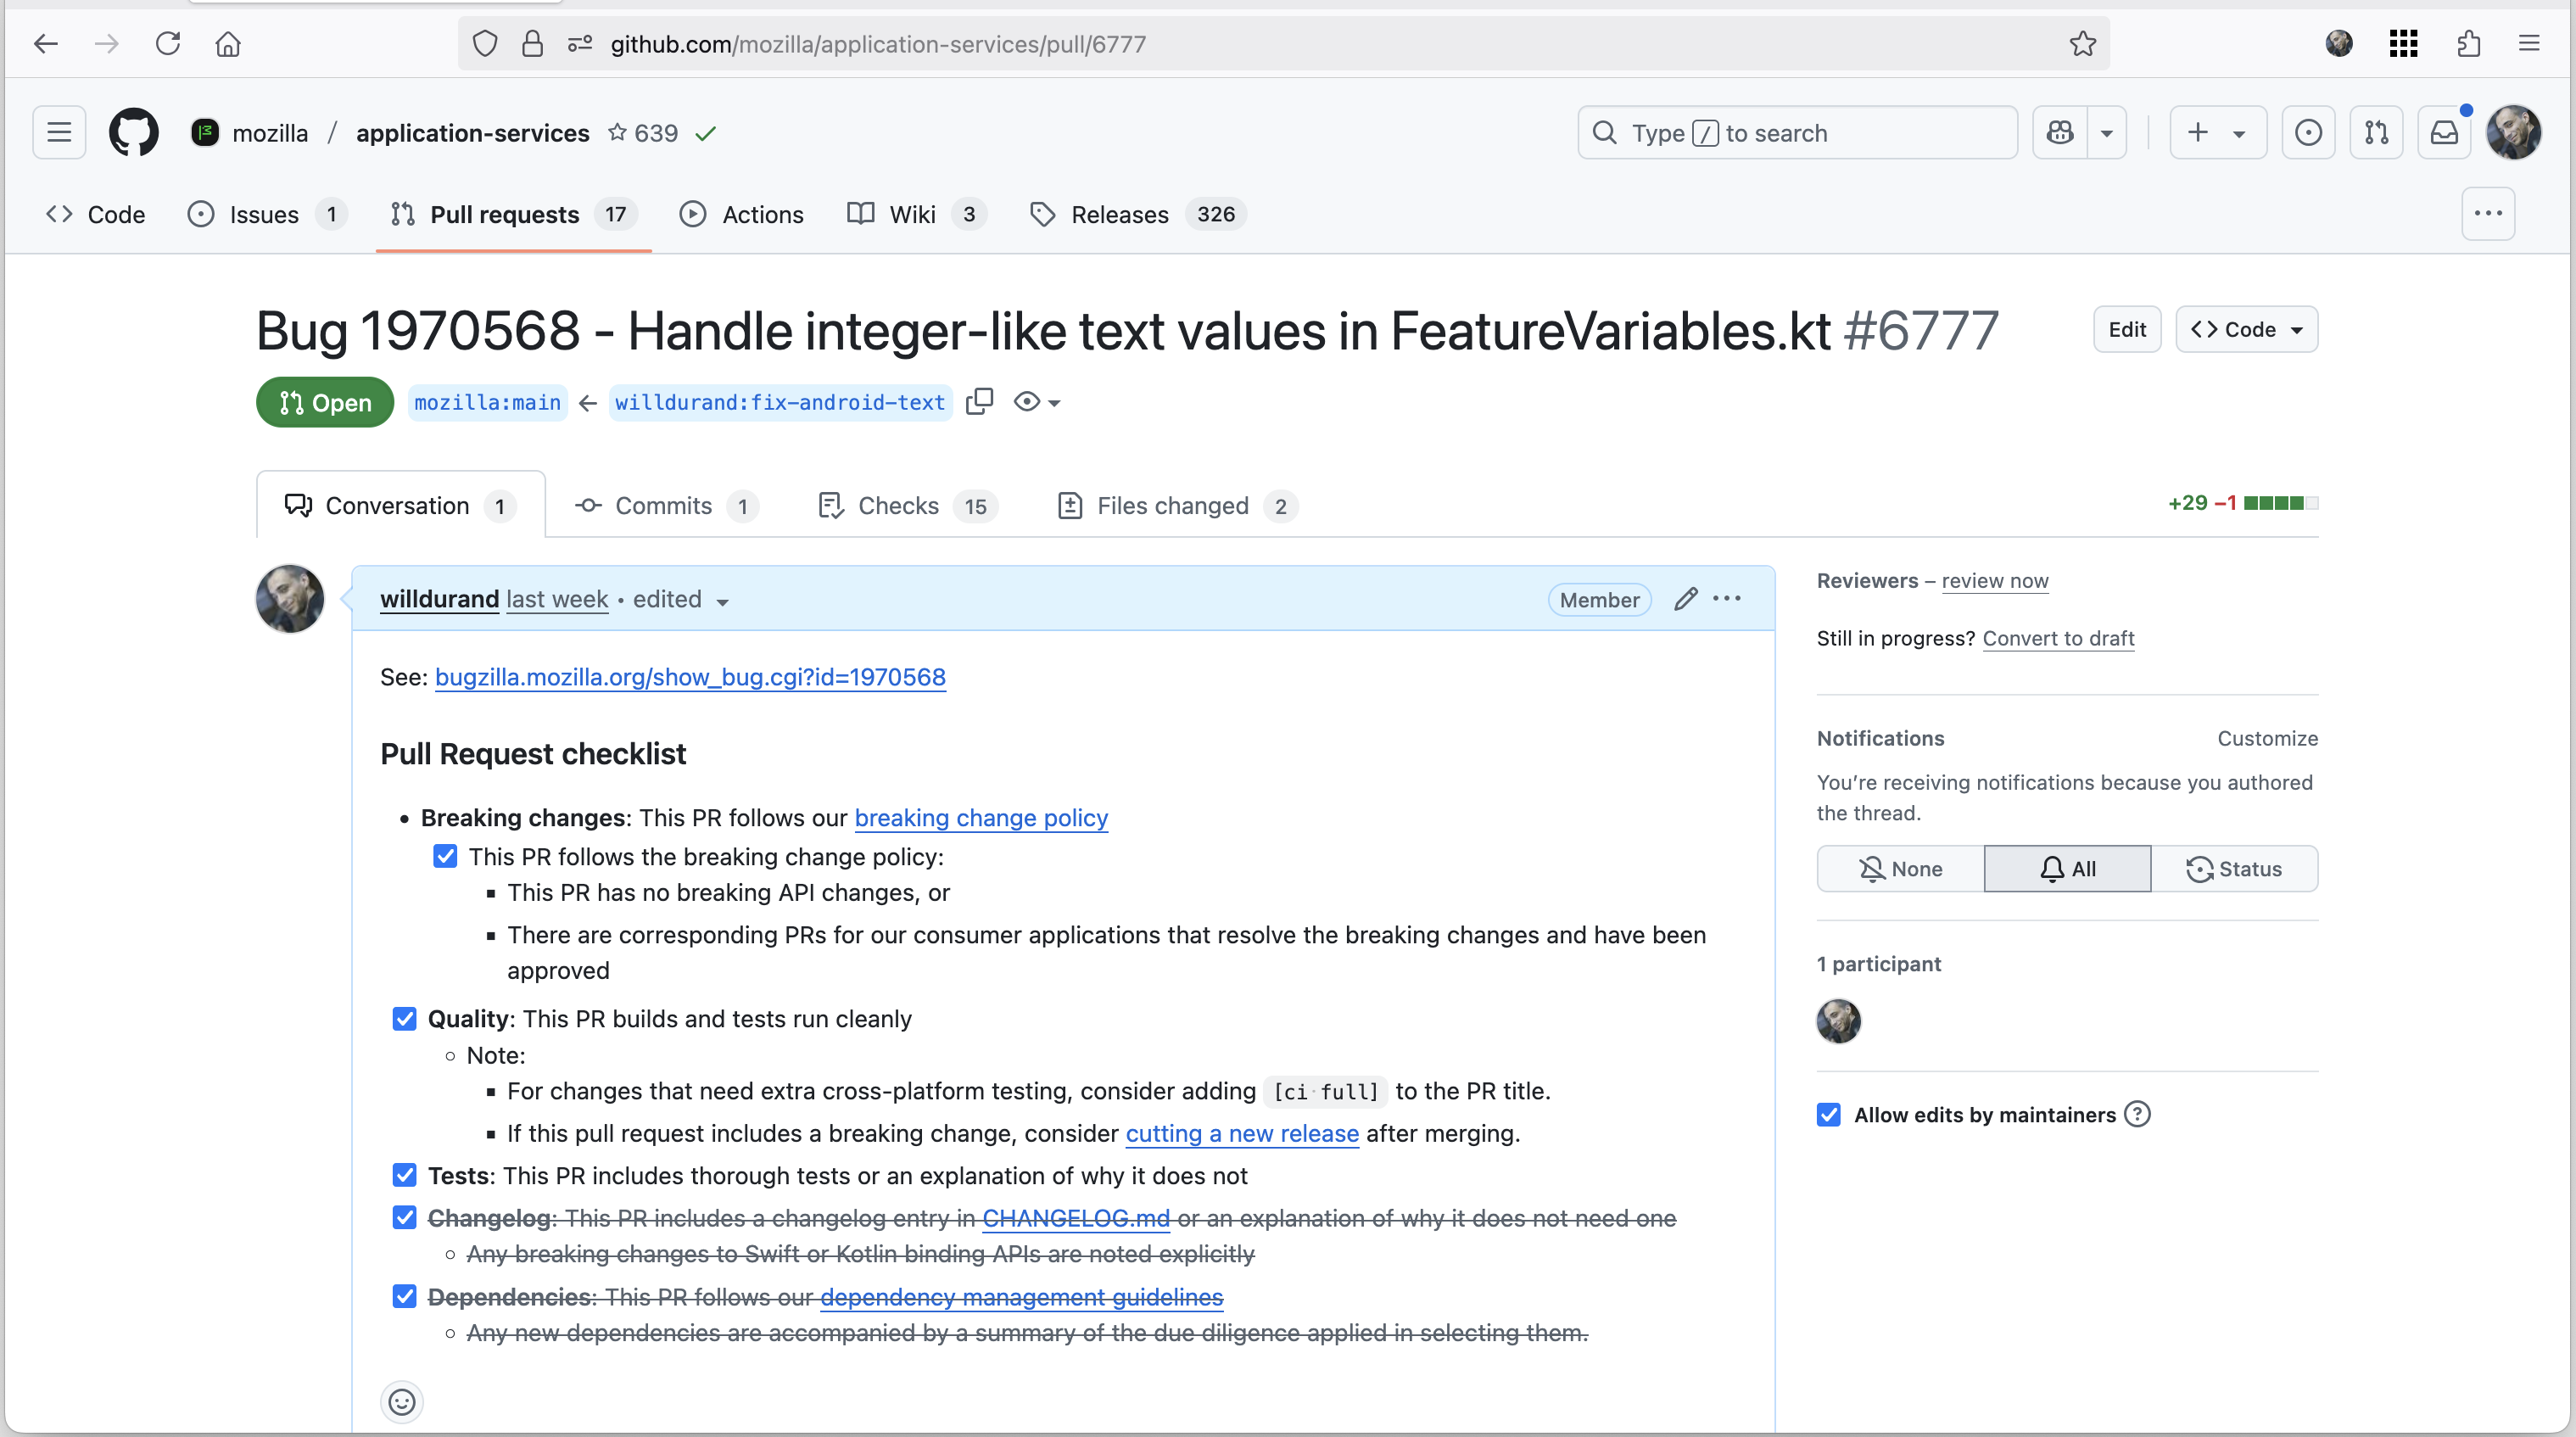 github.com/mozilla/application-services/pull/6777
mozilla / application-services 639
Type / to search
Code Issues 1 Pull requests 17 Actions Wiki 3 Releases 326
Bug 1970568 - Handle integer-like text values in FeatureVariables.kt #6777
Edit Code
Open mozilla:main ← willdurand:fix-android-text
Conversation 1 Commits 1 Checks 15 Files changed 2
+29 −1
willdurand last week • edited
Member
See: bugzilla.mozilla.org/show_bug.cgi?id=1970568
Pull Request checklist
Breaking changes: This PR follows our breaking change policy
This PR follows the breaking change policy:
This PR has no breaking API changes, or
There are corresponding PRs for our consumer applications that resolve the breaking changes and have been
approved
Quality: This PR builds and tests run cleanly
Note:
For changes that need extra cross-platform testing, consider adding [ci full] to the PR title.
If this pull request includes a breaking change, consider cutting a new release after merging.
Tests: This PR includes thorough tests or an explanation of why it does not
Changelog: This PR includes a changelog entry in CHANGELOG.md or an explanation of why it does not need one
Any breaking changes to Swift or Kotlin binding APIs are noted explicitly
Dependencies: This PR follows our dependency management guidelines
Any new dependencies are accompanied by a summary of the due diligence applied in selecting them.
Reviewers – review now
Still in progress? Convert to draft
Notifications Customize
You’re receiving notifications because you authored
the thread.
None All Status
1 participant
Allow edits by maintainers ?